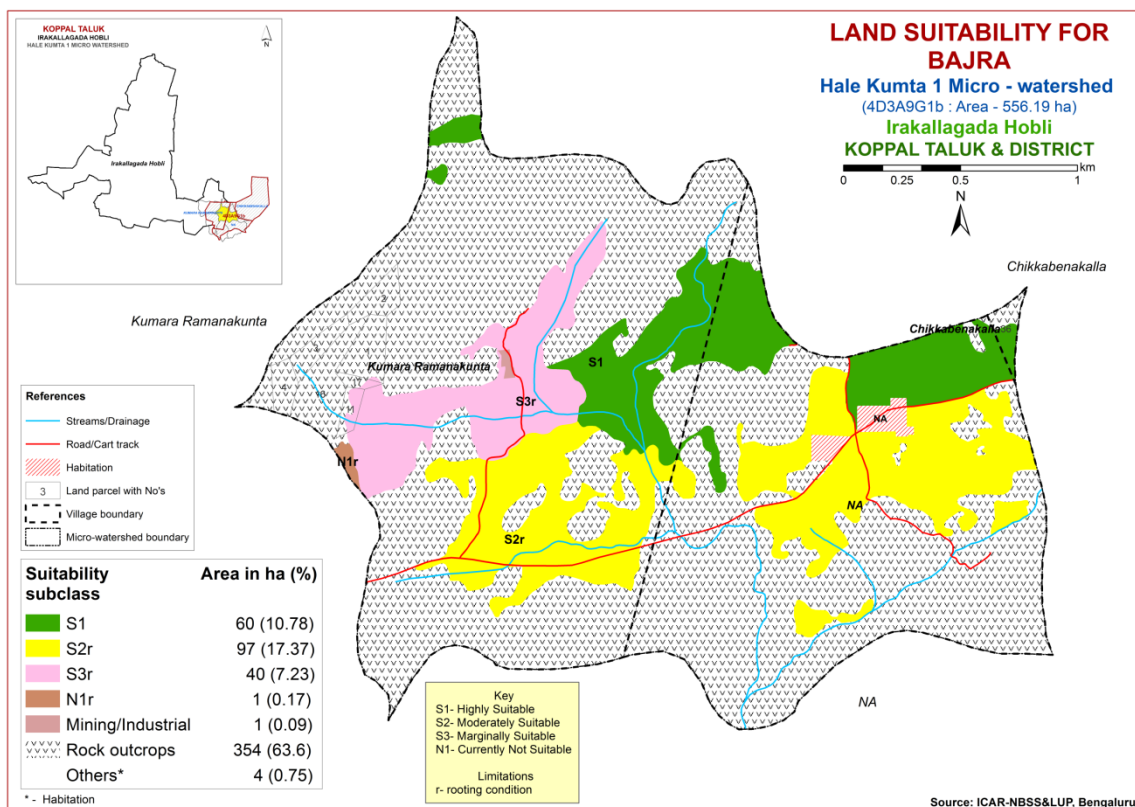 KOPPAL TALUK
IRAKALLAGADA HOBLI
HALE KUMTA 1 MICRO WATERSHED
N
Irakallagada Hobli
LAND SUITABILITY FOR
BAJRA
Hale Kumta 1 Micro - watershed
(4D3A9G1b : Area - 556.19 ha)
Irakallagada Hobli
KOPPAL TALUK & DISTRICT
km
0 0.25 0.5 1
N
Chikkabenakalla
Kumara Ramanakunta
Chikkabenakalla
2
3
4
Kumara Ramanakunta
S1
S3r
N1r
S2r
NA
NA
NA
References
Streams/Drainage
Road/Cart track
Habitation
3 Land parcel with No's
Village boundary
Micro-watershed boundary
Suitability subclass Area in ha (%)
S1 60 (10.78)
S2r 97 (17.37)
S3r 40 (7.23)
N1r 1 (0.17)
Mining/Industrial 1 (0.09)
Rock outcrops 354 (63.6)
Others* 4 (0.75)
* - Habitation
Key
S1- Highly Suitable
S2- Moderately Suitable
S3- Marginally Suitable
N1- Currently Not Suitable
Limitations
r- rooting condition
Source: ICAR-NBSS&LUP, Bengaluru